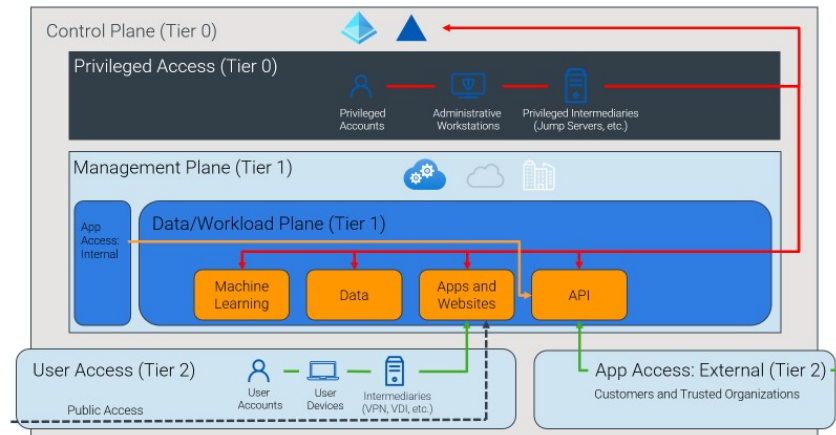 Control Plane (Tier 0)
Privileged Access (Tier 0)
Privileged
Accounts
Administrative
Workstations
Privileged Intermediaries
(Jump Servers, etc.)
Management Plane (Tier 1)
App
Access:
Internal
Data/Workload Plane (Tier 1)
Machine
Learning
Data
Apps and
Websites
API
User Access (Tier 2)
User
Accounts
User
Devices
Intermediaries
(VPN, VDI, etc.)
Public Access
App Access: External (Tier 2)
Customers and Trusted Organizations